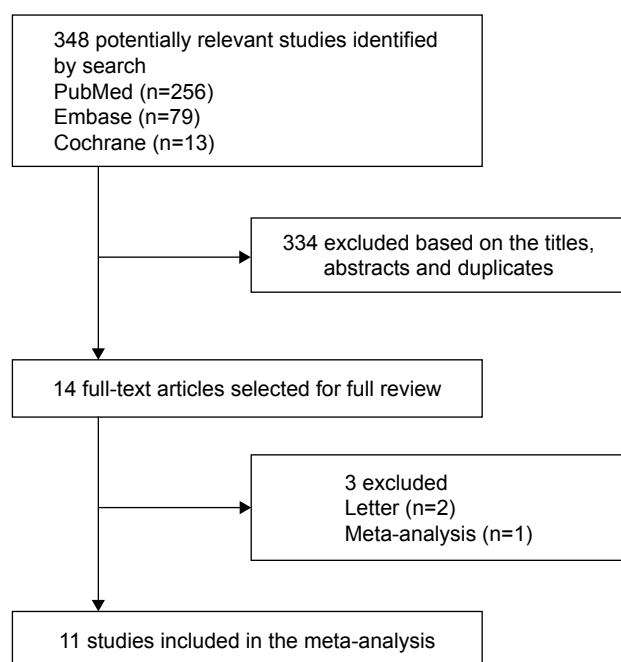 348 potentially relevant studies identified
by search
PubMed (n=256)
Embase (n=79)
Cochrane (n=13)
334 excluded based on the titles,
abstracts and duplicates
14 full-text articles selected for full review
3 excluded
Letter (n=2)
Meta-analysis (n=1)
11 studies included in the meta-analysis